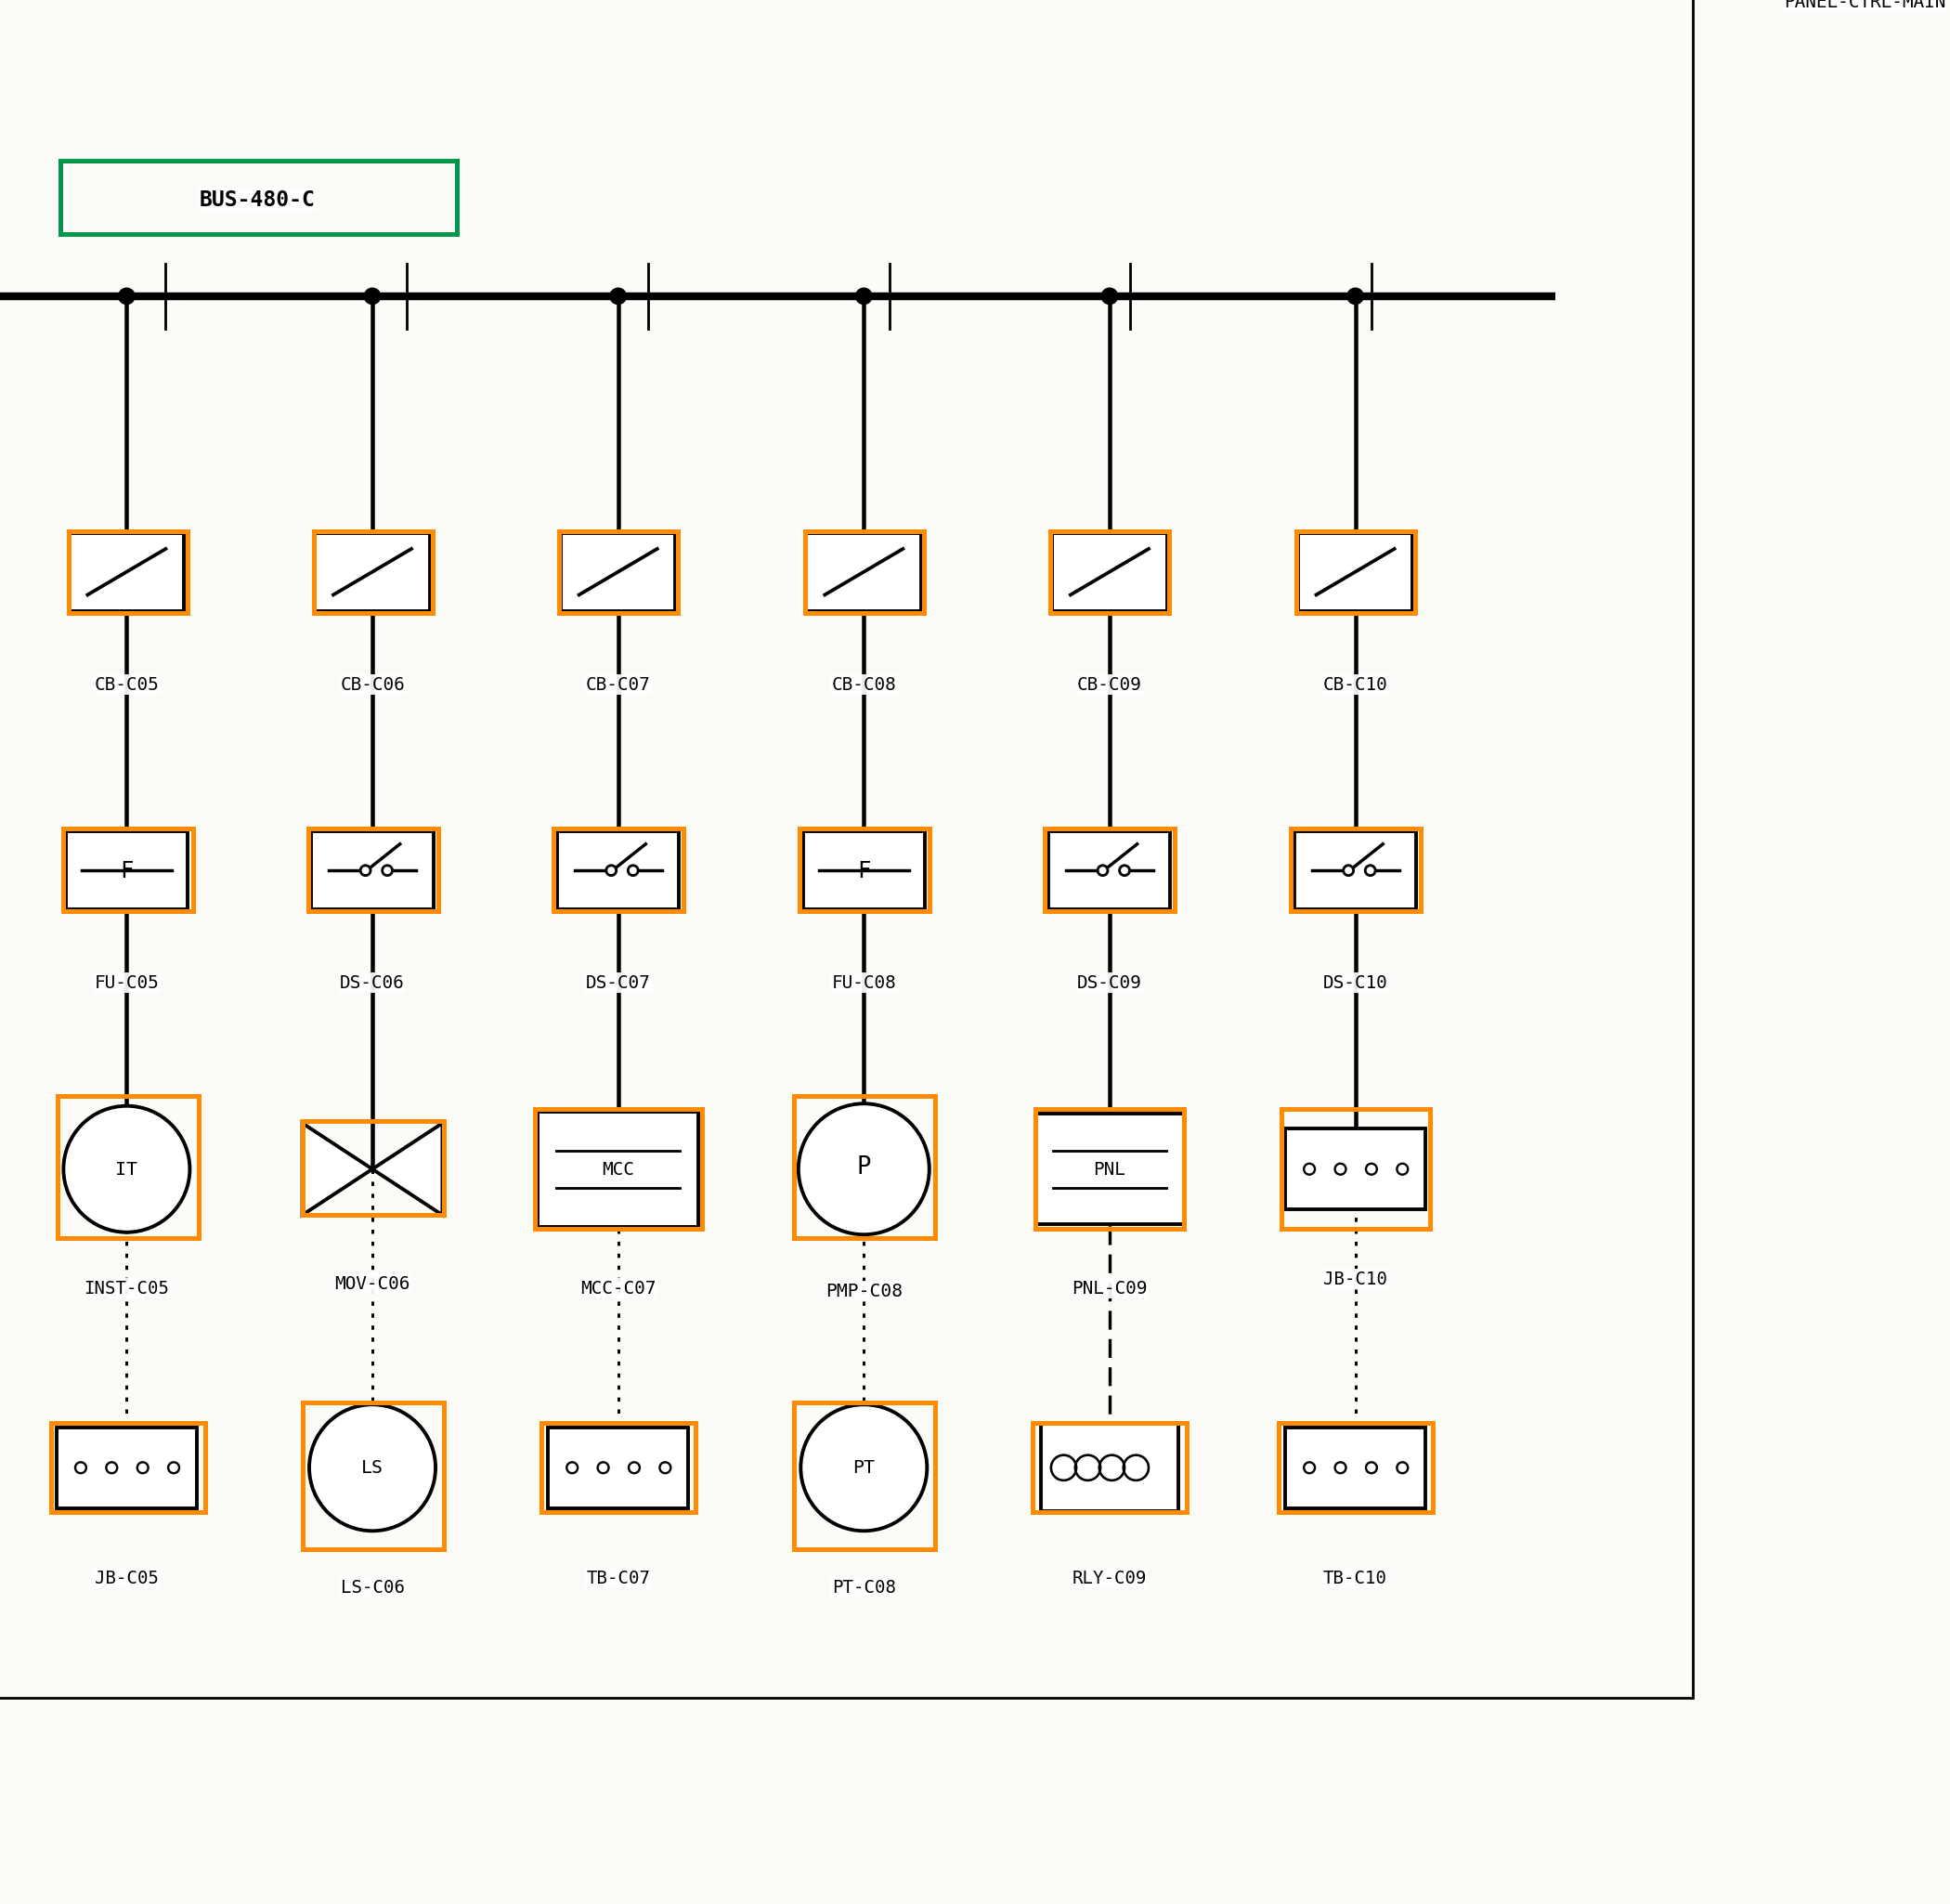 PANEL-CTRL-MAIN
BUS-480-C
CB-C05 CB-C06 CB-C07 CB-C08 CB-C09 CB-C10
F F
FU-C05 DS-C06 DS-C07 FU-C08 DS-C09 DS-C10
IT MCC P PNL
INST-C05 MOV-C06 MCC-C07 PMP-C08 PNL-C09 JB-C10
LS PT
JB-C05 LS-C06 TB-C07 PT-C08 RLY-C09 TB-C10